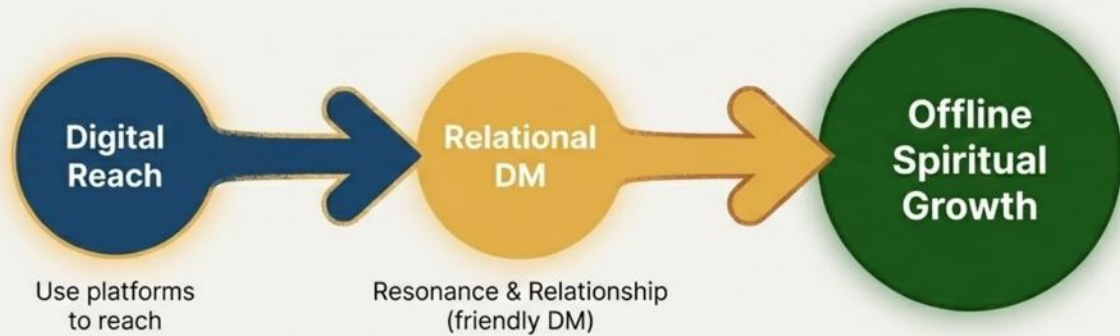 Digital
Reach
Relational
DM
Offline
Spiritual
Growth
Use platforms
to reach
Resonance & Relationship
(friendly DM)